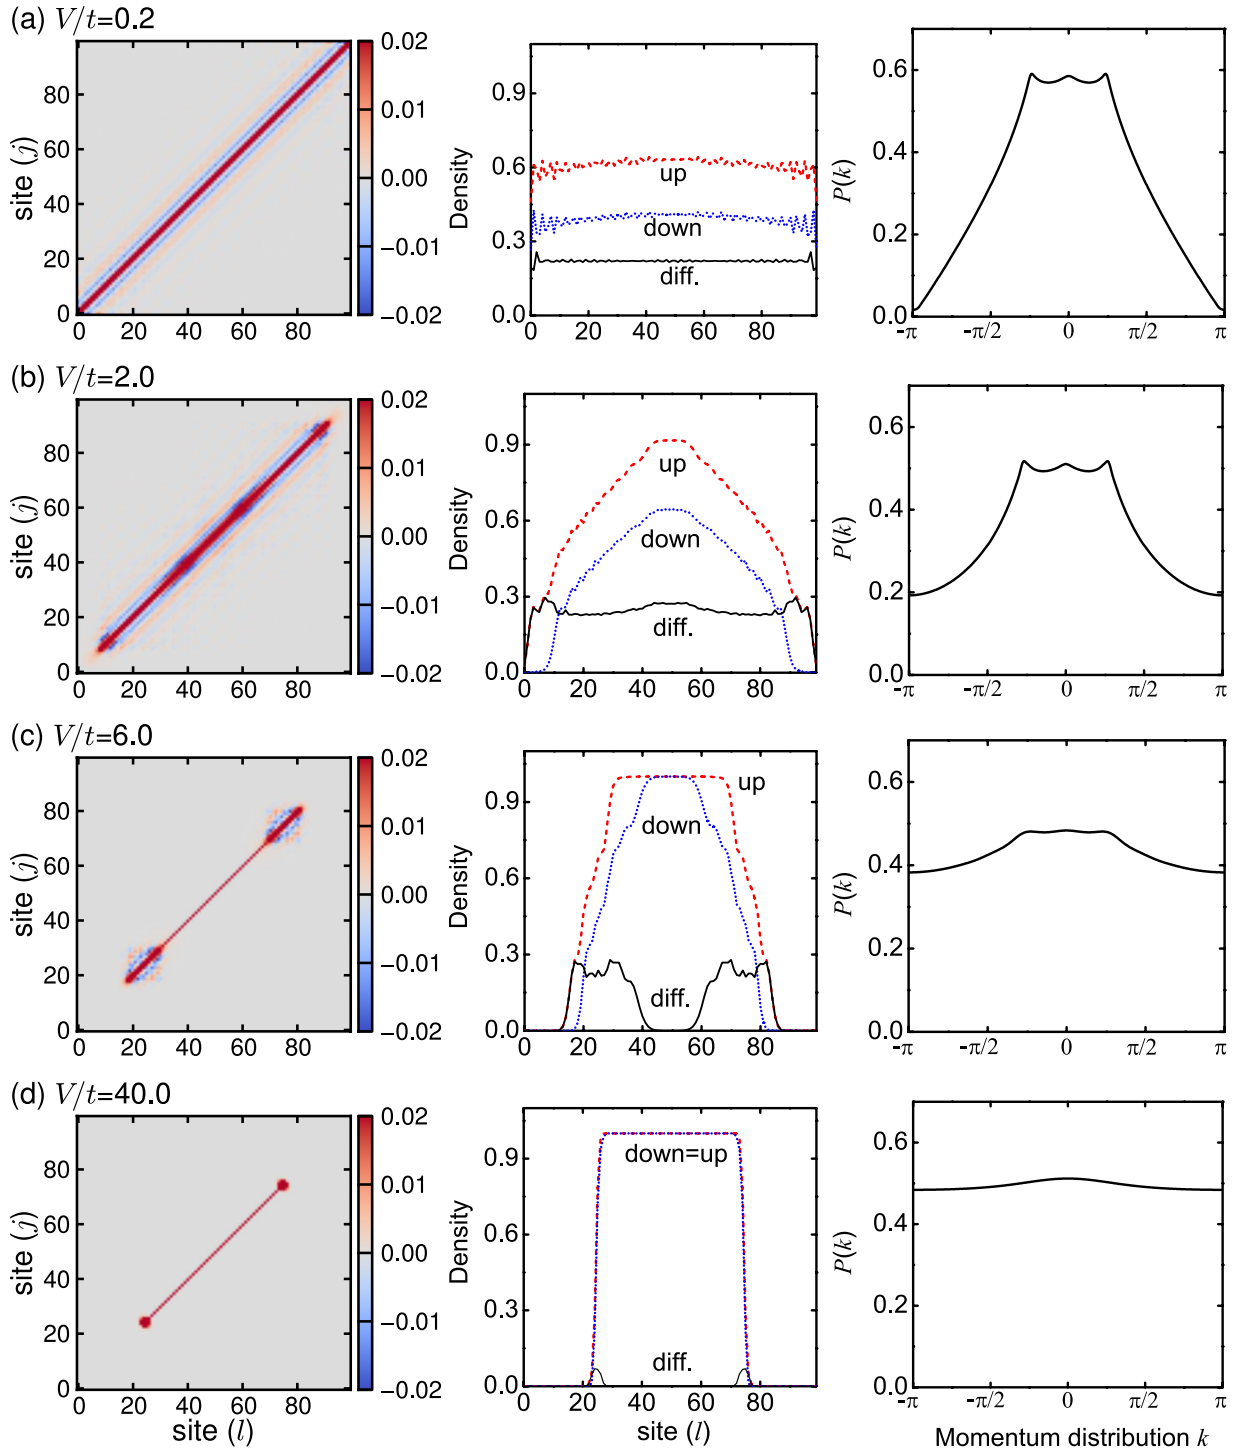 (a) V/t=0.2
0.02
0.01
0.00
−0.01
−0.02
80
60
40
20
0
site (j)
0 20 40 60 80
0.9
0.6
0.3
0.0
Density
up
down
diff.
0 20 40 60 80
0.6
0.4
0.2
0.0
P(k)
-π -π/2 0 π/2 π
(b) V/t=2.0
0.02
0.01
0.00
−0.01
−0.02
80
60
40
20
0
site (j)
0 20 40 60 80
0.9
0.6
0.3
0.0
Density
up
down
diff.
0 20 40 60 80
0.6
0.4
0.2
0.0
P(k)
-π -π/2 0 π/2 π
(c) V/t=6.0
0.02
0.01
0.00
−0.01
−0.02
80
60
40
20
0
site (j)
0 20 40 60 80
0.9
0.6
0.3
0.0
Density
up
down
diff.
0 20 40 60 80
0.6
0.4
0.2
0.0
P(k)
-π -π/2 0 π/2 π
(d) V/t=40.0
0.02
0.01
0.00
−0.01
−0.02
80
60
40
20
0
site (j)
0 20 40 60 80
site (l)
0.9
0.6
0.3
0.0
Density
down=up
diff.
0 20 40 60 80
site (l)
0.6
0.4
0.2
0.0
P(k)
-π -π/2 0 π/2 π
Momentum distribution k